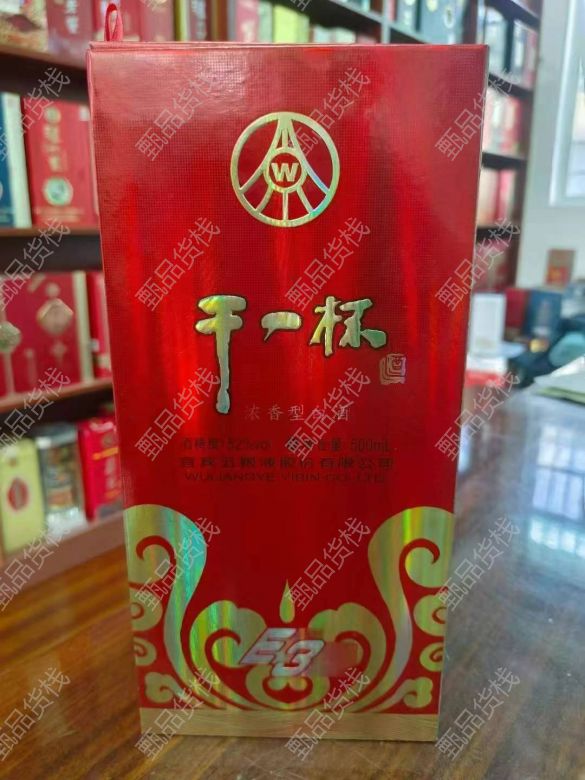 W
干一杯
酒
浓香型白酒
酒精度:52%vol 净含量:500mL
宜宾五粮液股份有限公司
WULIANGYE YIBIN CO.,LTD.
E3
甄品货栈